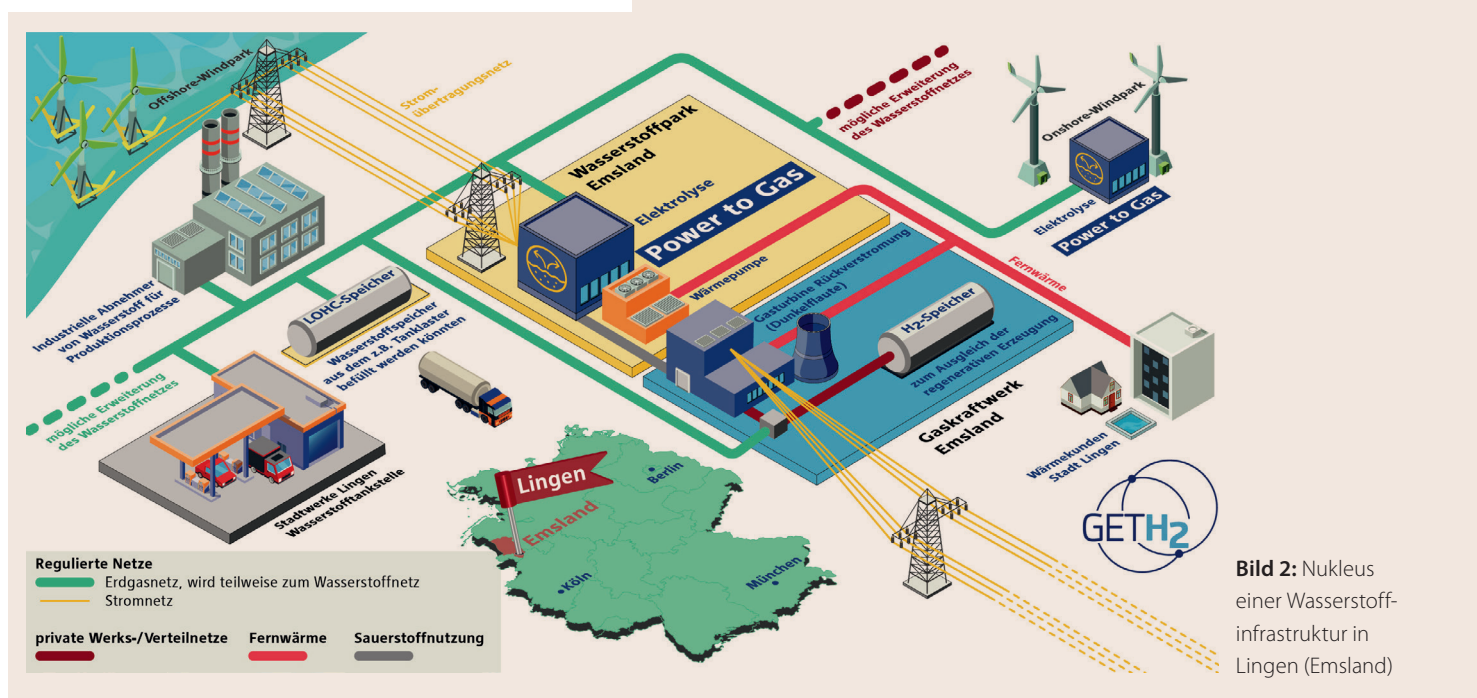 Offshore-Windpark
Strom-
übertragungsnetz
mögliche Erweiterung
des Wasserstoffnetzes
Onshore-Windpark
Elektrolyse
Power to Gas
Wasserstoffpark
Emsland
Elektrolyse
Power to Gas
Wärmepumpe
Gasturbine Rückverstromung
(Dunkelflaute)
H2-Speicher
zum Ausgleich der
regenerativen Erzeugung
Gaskraftwerk
Emsland
Fernwärme
Wärmekunden
Stadt Lingen
Industrielle Abnehmer
von Wasserstoff für
Produktionsprozesse
LOHC-Speicher
Wasserstoffspeicher
aus dem z.B. Tanklaster
befüllt werden könnten
mögliche Erweiterung
des Wasserstoffnetzes
Stadtwerke Lingen
Wasserstofftankstelle
Lingen
Emsland
Berlin
Köln
München
GETH2
Regulierte Netze
Erdgasnetz, wird teilweise zum Wasserstoffnetz
Stromnetz
private Werks-/Verteilnetze
Fernwärme
Sauerstoffnutzung
Bild 2: Nukleus
einer Wasserstoff-
infrastruktur in
Lingen (Emsland)